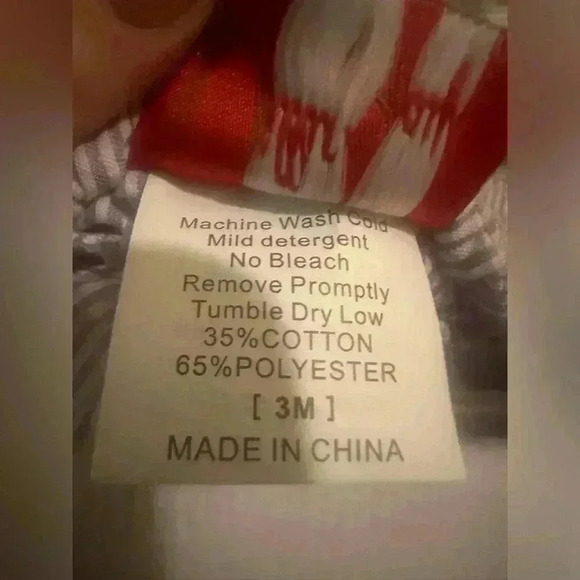 Machine Wash Cold
Mild detergent
No Bleach
Remove Promptly
Tumble Dry Low
35%COTTON
65%POLYESTER
[ 3M ]
MADE IN CHINA